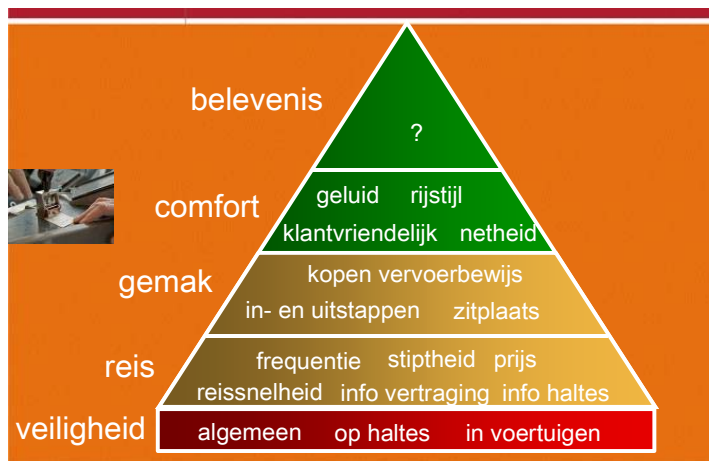 belevenis
?
comfort
geluid rijstijl
klantvriendelijk netheid
gemak
kopen vervoerbewijs
in- en uitstappen zitplaats
reis
frequentie stiptheid prijs
reissnelheid info vertraging info haltes
veiligheid
algemeen op haltes in voertuigen